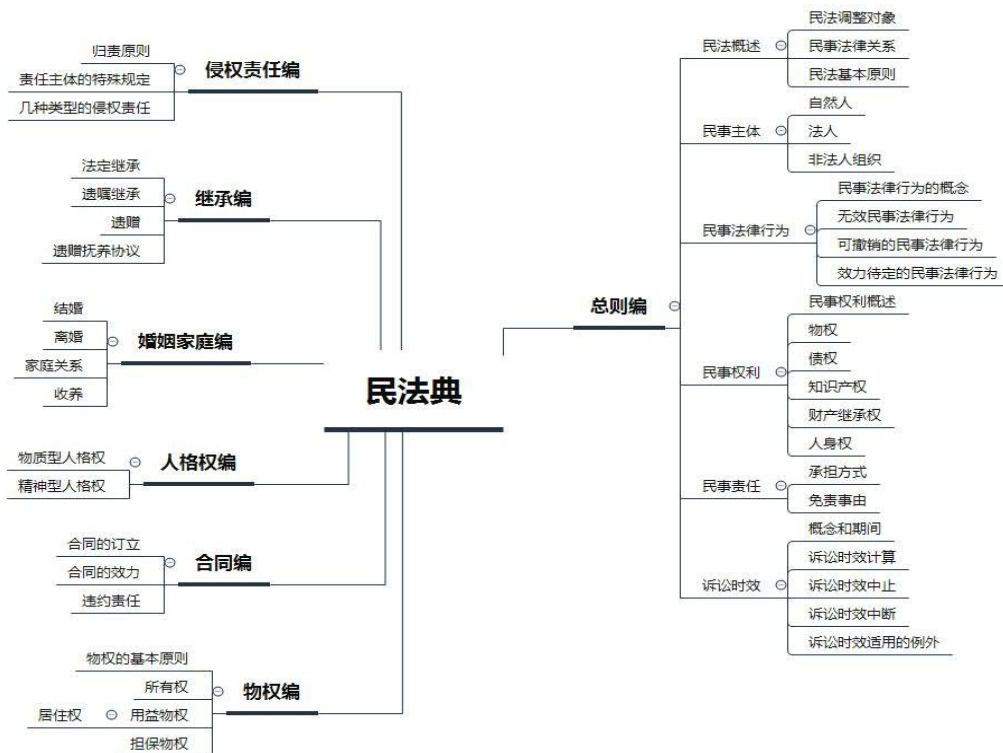 民法典
总则编
民法概述
民法调整对象
民事法律关系
民法基本原则
民事主体
自然人
法人
非法人组织
民事法律行为
民事法律行为的概念
无效民事法律行为
可撤销的民事法律行为
效力待定的民事法律行为
民事权利
民事权利概述
物权
债权
知识产权
财产继承权
人身权
民事责任
承担方式
免责事由
诉讼时效
概念和期间
诉讼时效计算
诉讼时效中止
诉讼时效中断
诉讼时效适用的例外
侵权责任编
归责原则
责任主体的特殊规定
几种类型的侵权责任
继承编
法定继承
遗嘱继承
遗赠
遗赠抚养协议
婚姻家庭编
结婚
离婚
家庭关系
收养
人格权编
物质型人格权
精神型人格权
合同编
合同的订立
合同的效力
违约责任
物权编
物权的基本原则
所有权
用益物权
居住权
担保物权